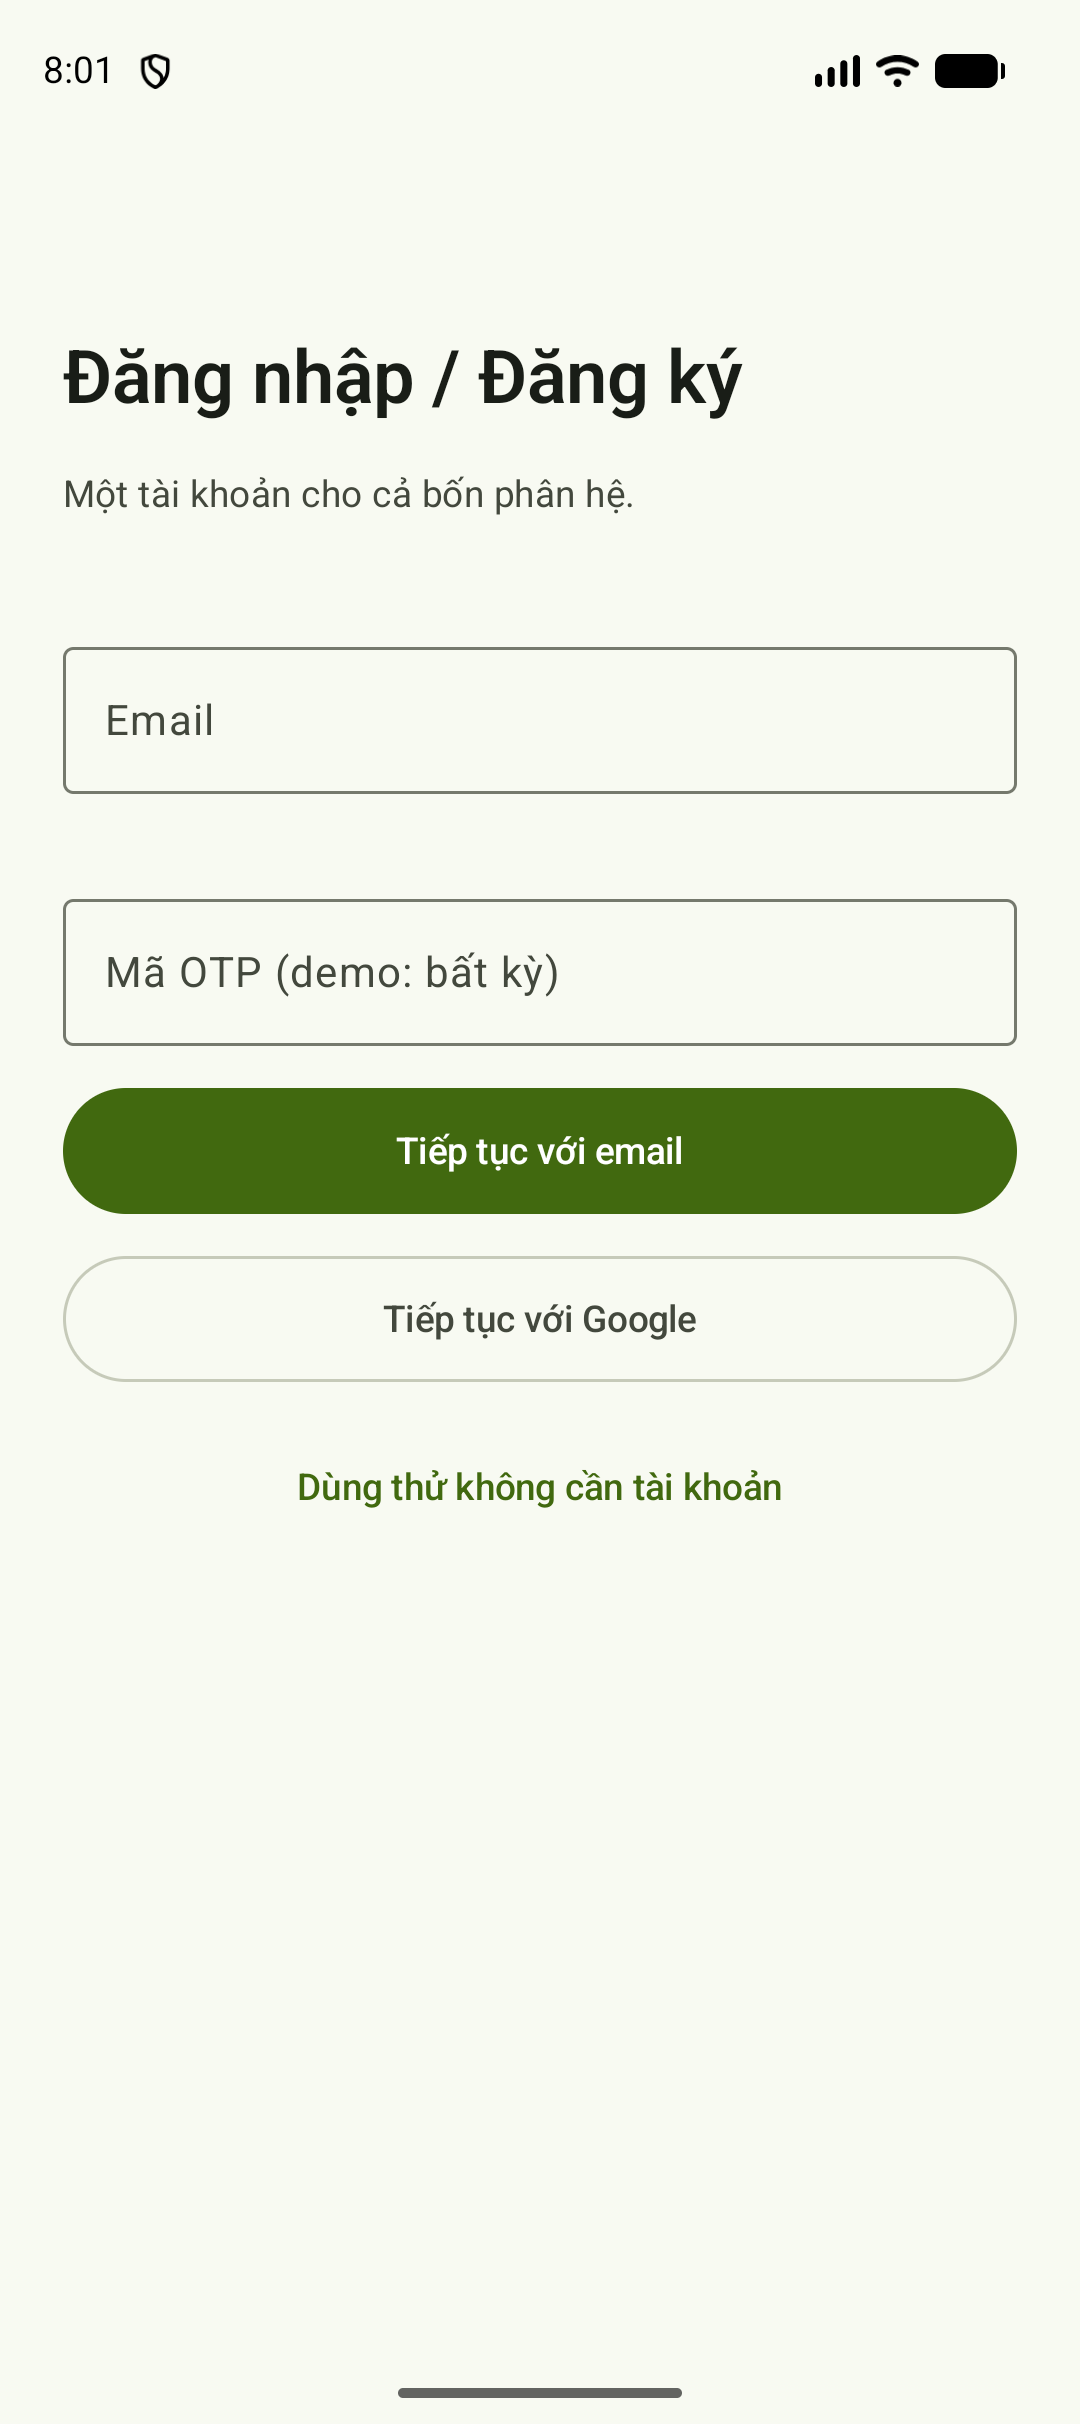 8:01
Đăng nhập / Đăng ký
Một tài khoản cho cả bốn phân hệ.
Email
Mã OTP (demo: bất kỳ)
Tiếp tục với email
Tiếp tục với Google
Dùng thử không cần tài khoản